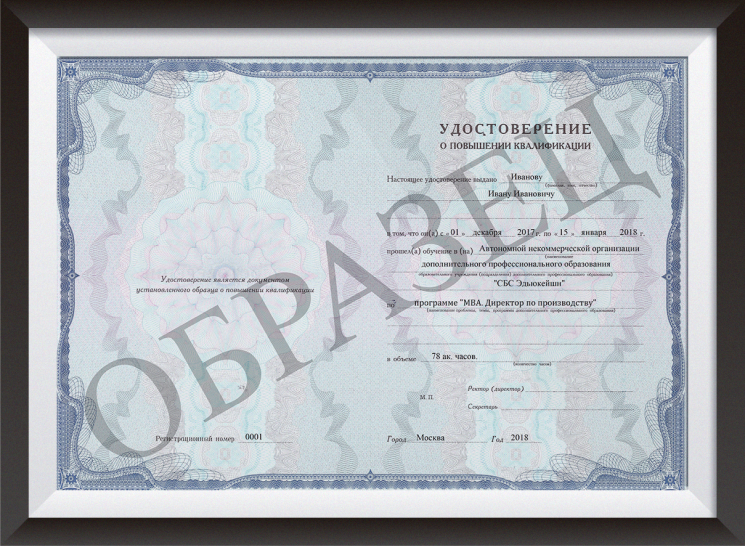 Удостоверение является документом
установленного образца о повышении квалификации
Регистрационный номер 0001
УДОСТОВЕРЕНИЕ
О ПОВЫШЕНИИ КВАЛИФИКАЦИИ
Настоящее удостоверение выдано Иванову
(фамилия, имя, отчество)
Ивану Ивановичу
в том, что он(а) с «01 » декабря 2017г. по «15 » января 2018 г.
прошел(а) обучение в (на) Автономной некоммерческой организации
(наименование)
дополнительного профессионального образования
образовательного учреждения (подразделения) дополнительного профессионального образования)
"СБС Эдьюкейшн"
по программе "МВА. Директор по производству"
(наименование проблемы, темы, программы дополнительного профессионального образования)
в объеме 78 ак. часов.
(количество часов)
М. П.
Ректор (директор)
Секретарь
Город Москва Год 2018
ОБРАЗЕЦ